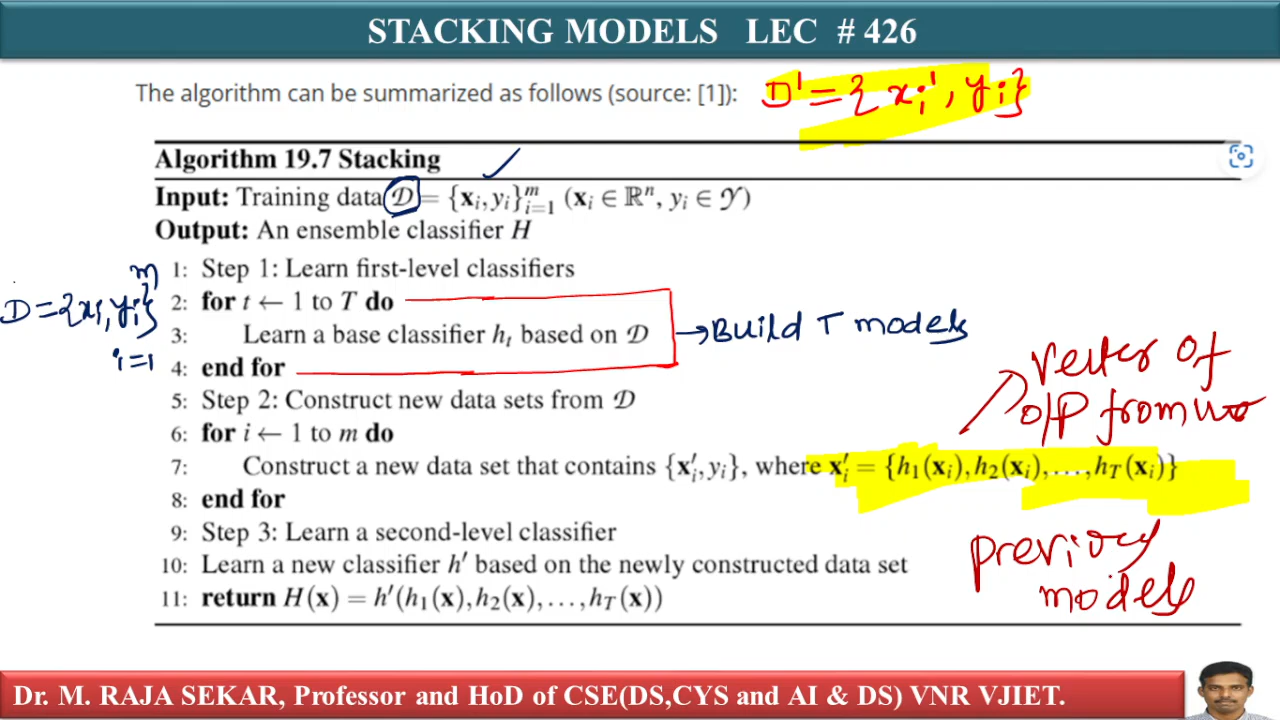 STACKING MODELS LEC # 426
The algorithm can be summarized as follows (source: [1]):
D' = { xi', yi}
Algorithm 19.7 Stacking
Input: Training data 𝒟 = {𝐱ᵢ, yᵢ}ᵐᵢ₌₁ (𝐱ᵢ ∈ ℝⁿ, yᵢ ∈ 𝒴)
Output: An ensemble classifier H
1: Step 1: Learn first-level classifiers
2: for t ← 1 to T do
3: Learn a base classifier hₜ based on 𝒟
4: end for
D = {xi, yi}
m
i=1
Build T models
5: Step 2: Construct new data sets from 𝒟
6: for i ← 1 to m do
7: Construct a new data set that contains {𝐱′ᵢ, yᵢ}, where 𝐱′ᵢ = {h₁(𝐱ᵢ), h₂(𝐱ᵢ), …, h_T(𝐱ᵢ)}
Vector of
O/P from
8: end for
9: Step 3: Learn a second-level classifier
10: Learn a new classifier h′ based on the newly constructed data set
11: return H(𝐱) = h′(h₁(𝐱), h₂(𝐱), …, h_T(𝐱))
previous
models
Dr. M. RAJA SEKAR, Professor and HoD of CSE(DS,CYS and AI & DS) VNR VJIET.